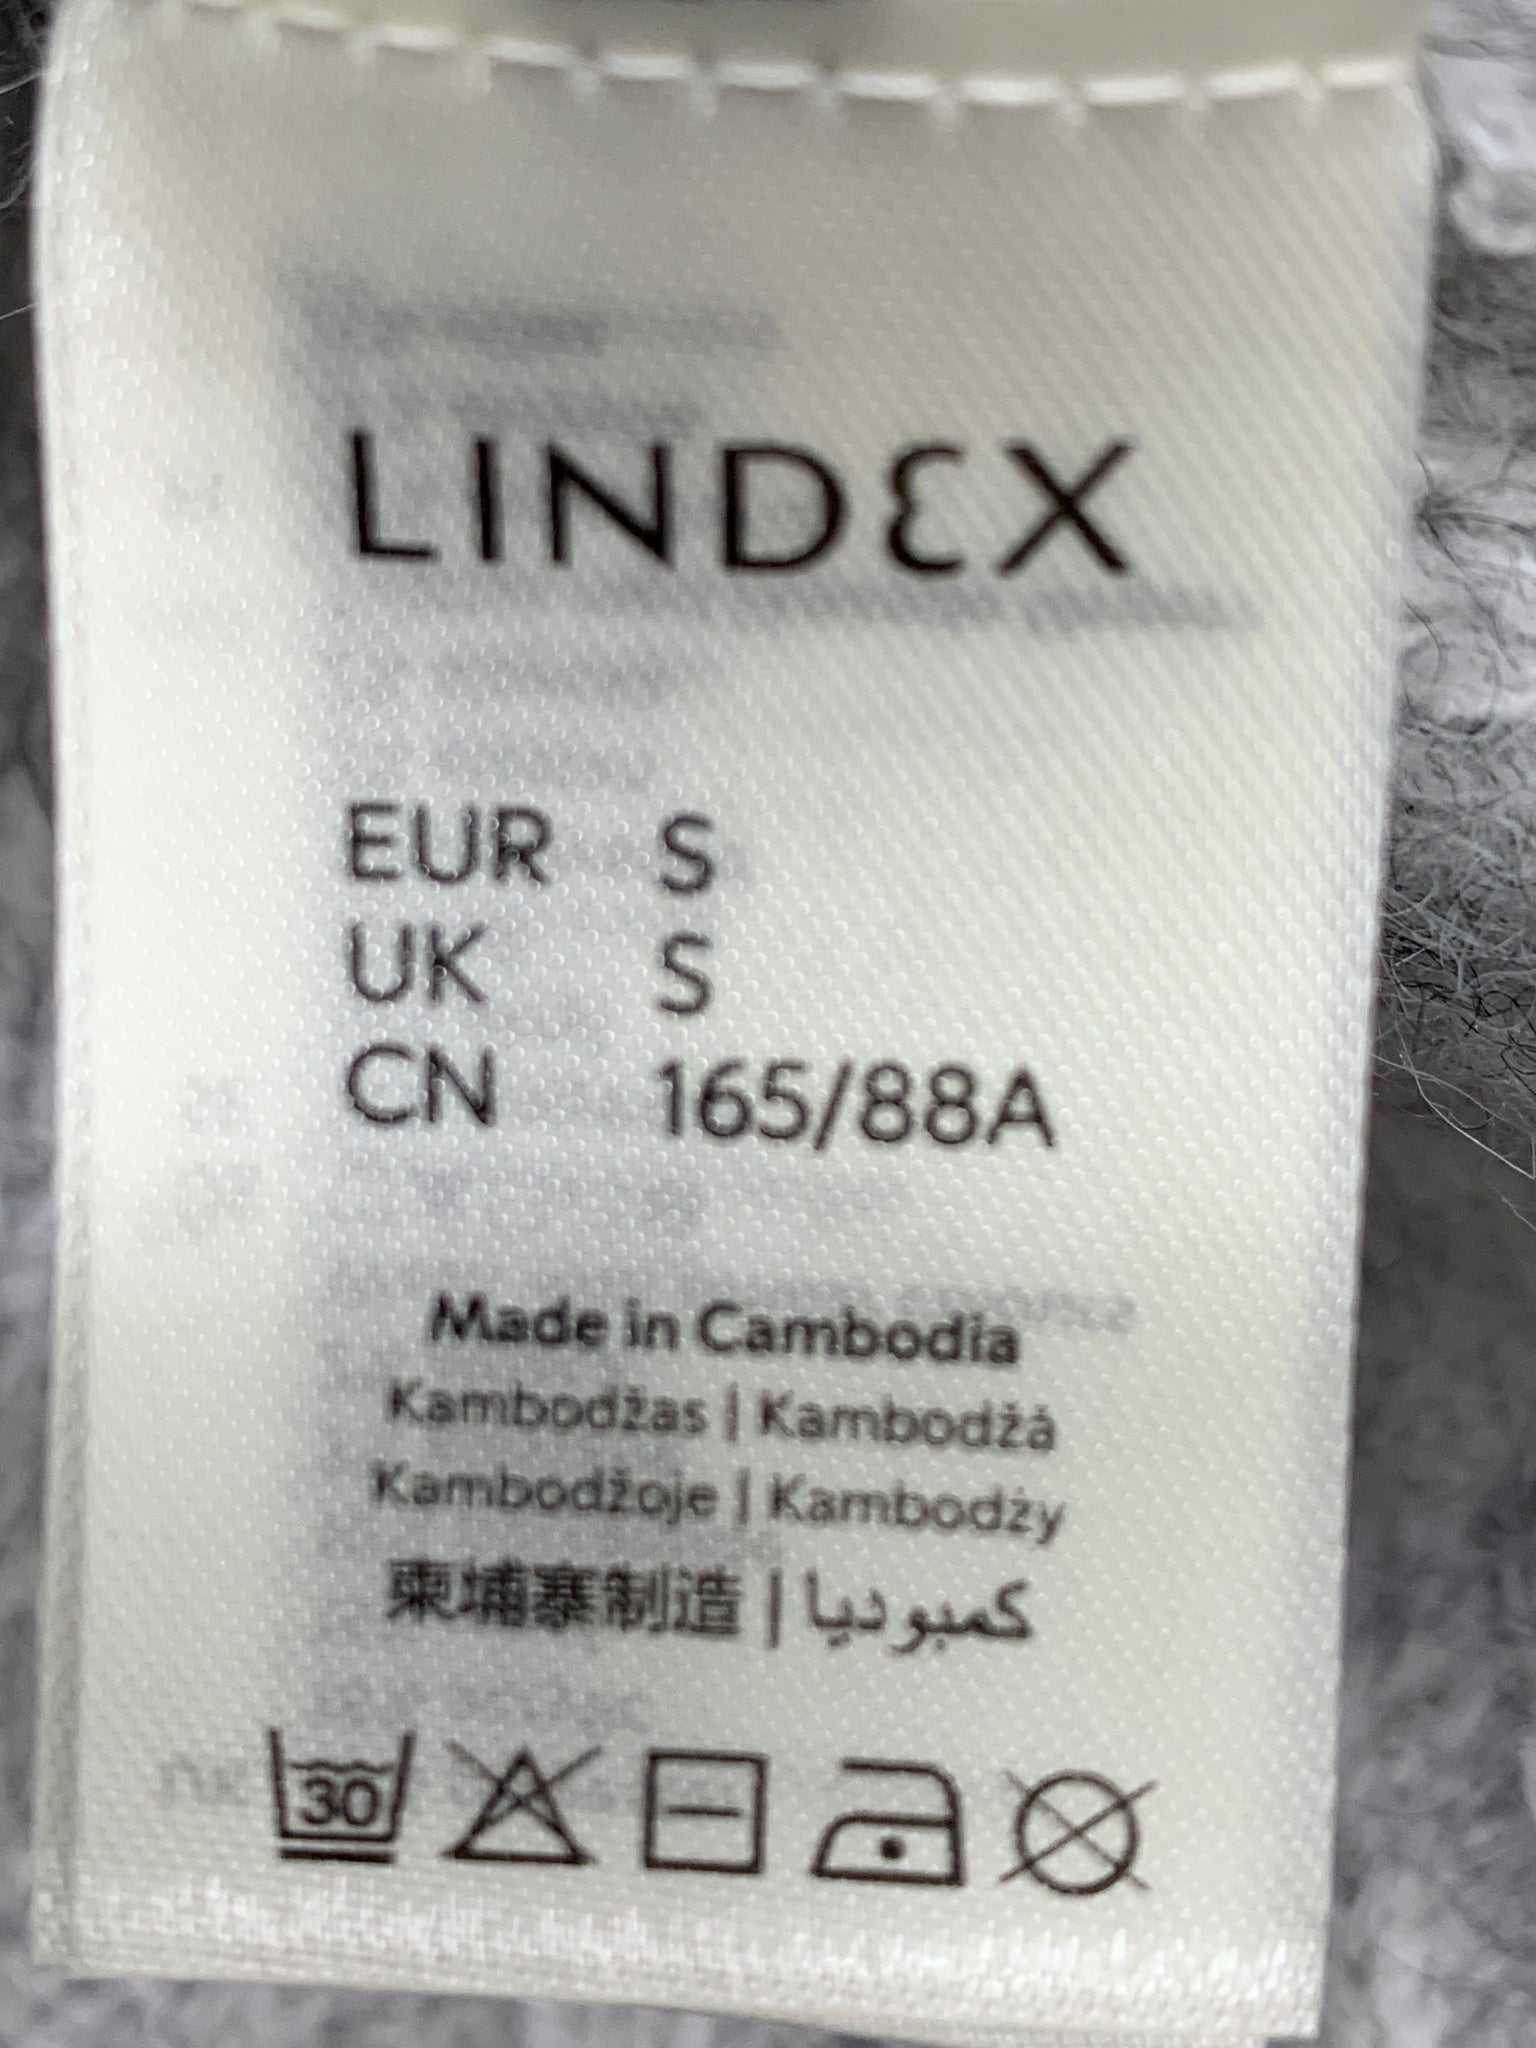 LINDEX
EUR S
UK S
CN 165/88A
Made in Cambodia
Kambodžas | Kambodžā
Kambodžoje | Kambodży
柬埔寨制造 | كمبوديا
30